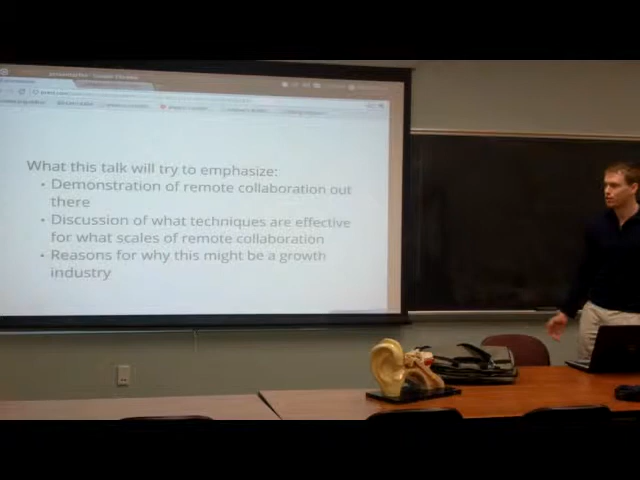 What this talk will try to emphasize:
• Demonstration of remote collaboration out
there
• Discussion of what techniques are effective
for what scales of remote collaboration
• Reasons for why this might be a growth
industry